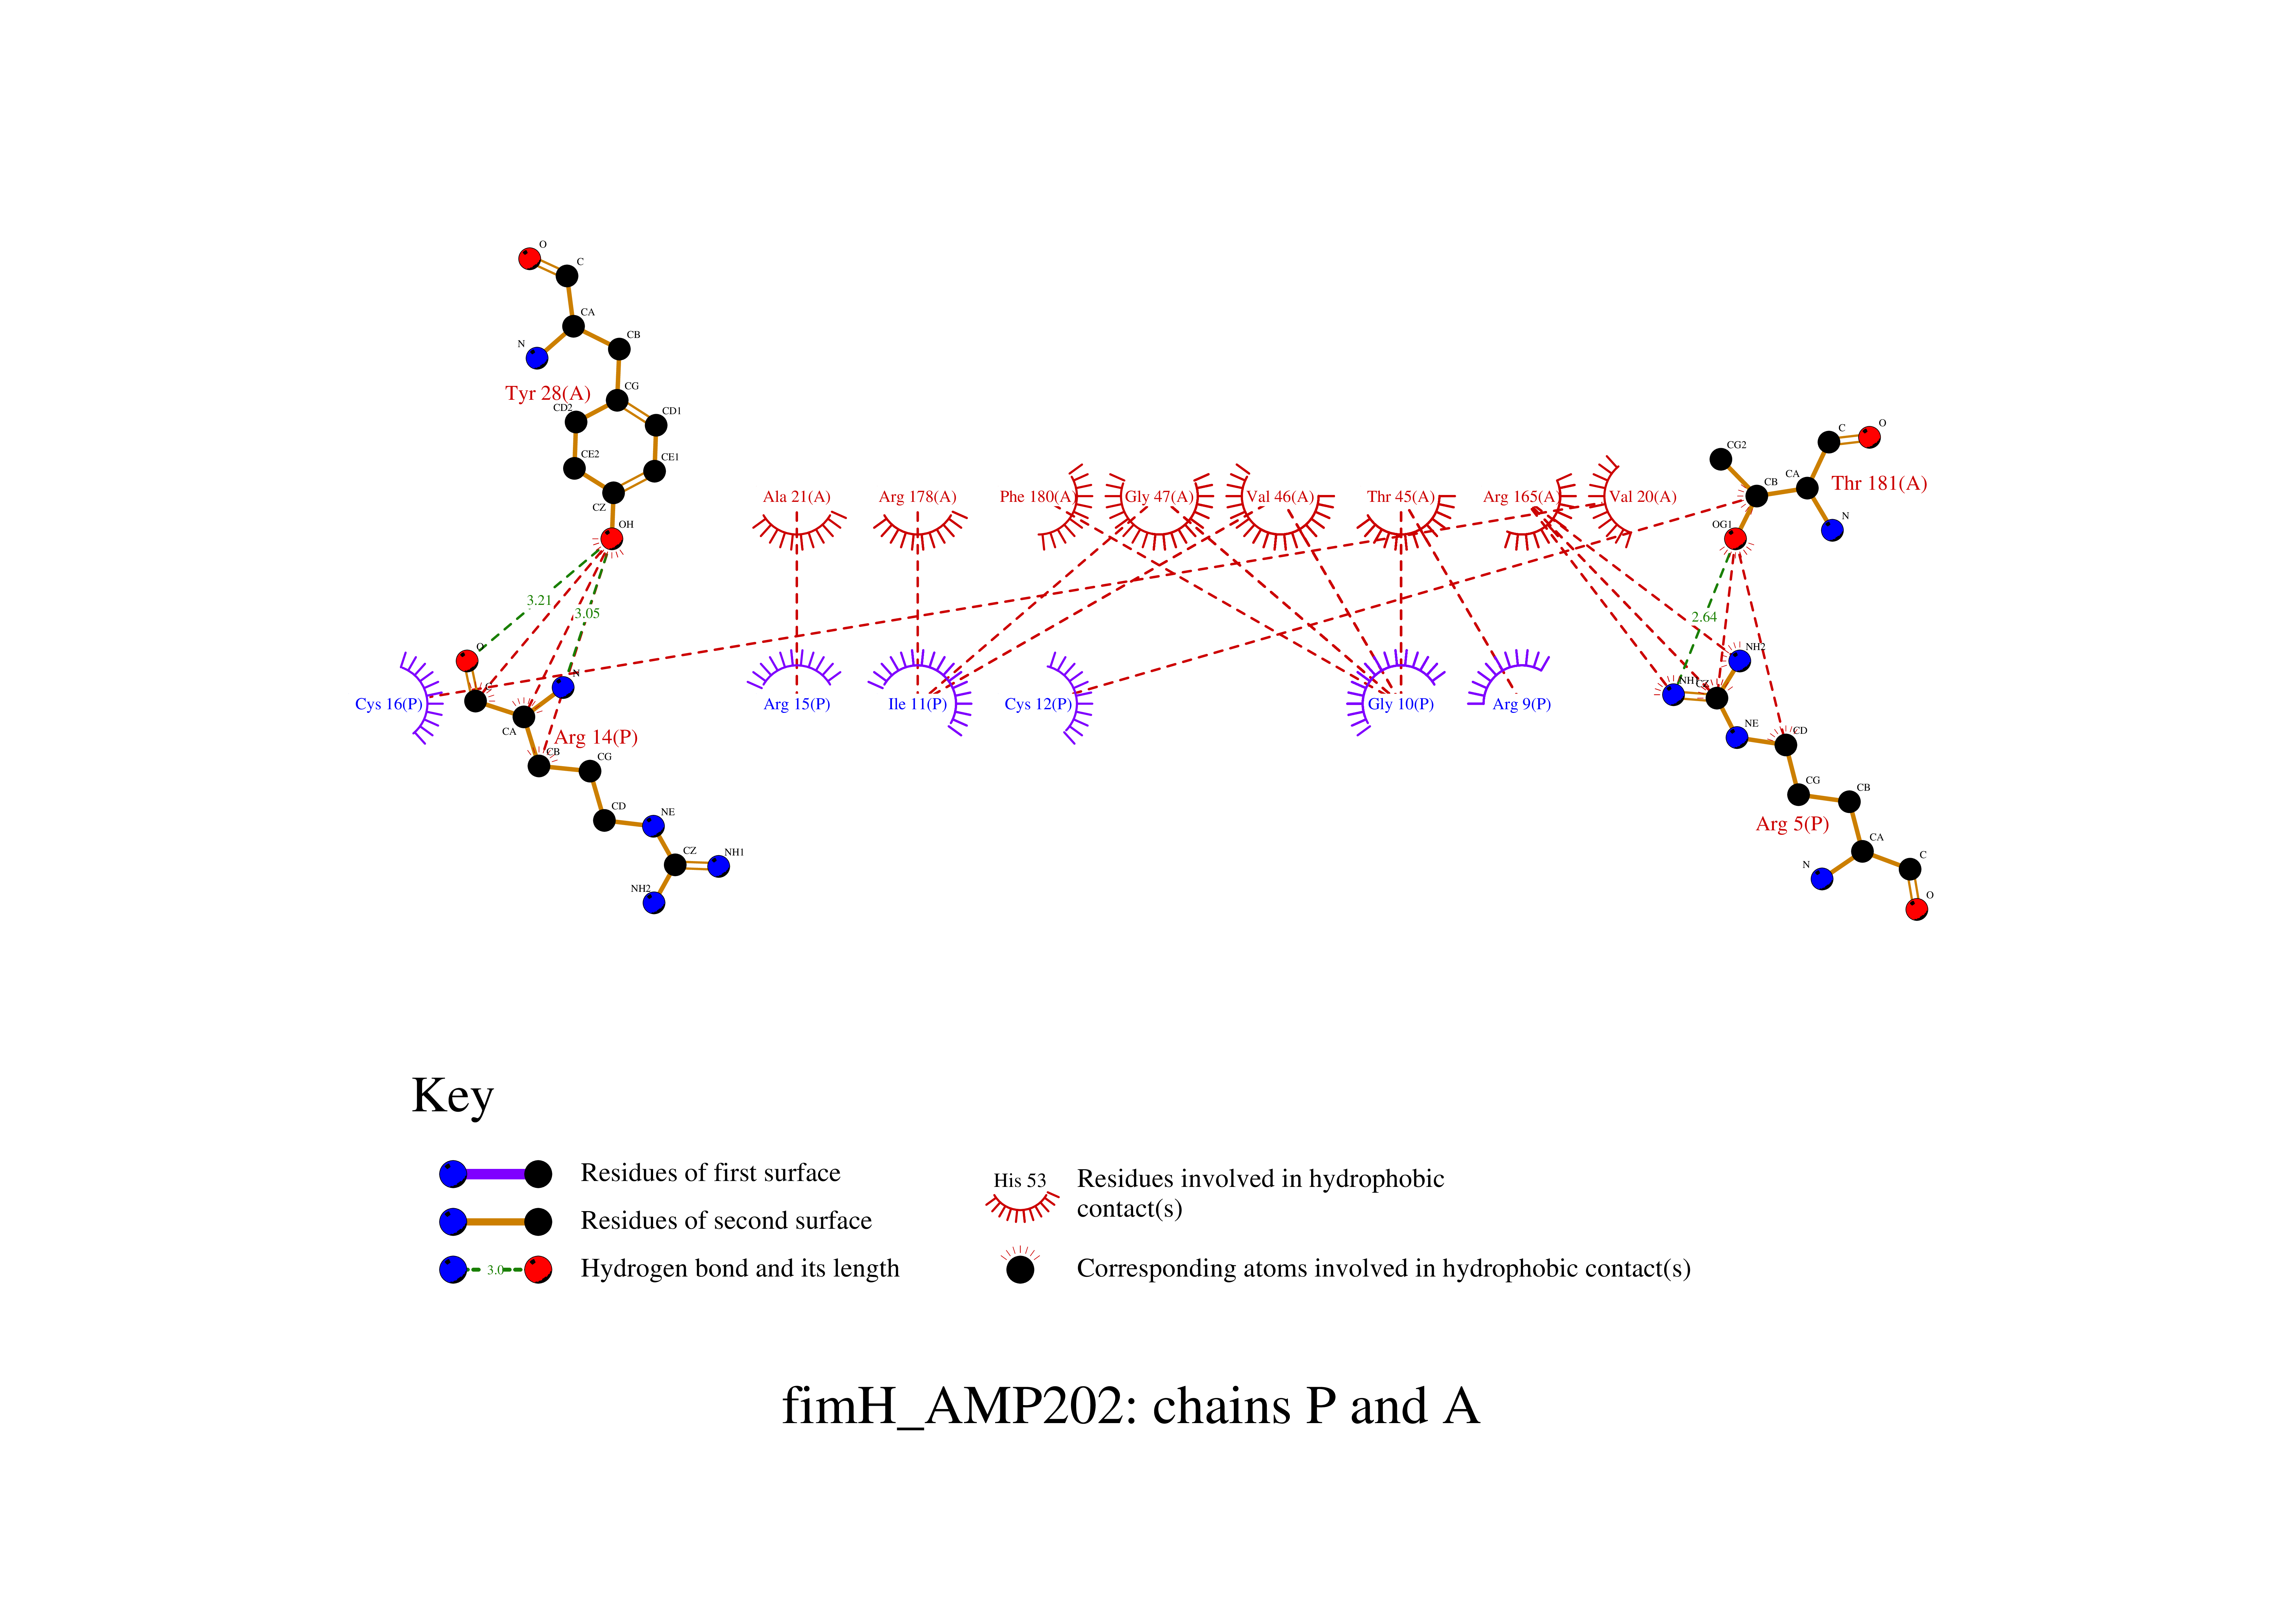 O
C
CA
CB
N
CG
Tyr 28(A)
CD2
CD1
CE2
CE1
CZ
OH
C
O
CG2
CB
CA
Thr 181(A)
N
OG1
Ala 21(A)
Arg 178(A)
Phe 180(A)
Gly 47(A)
Val 46(A)
Thr 45(A)
Arg 165(A)
Val 20(A)
3.21
3.05
2.64
O
C
N
CA
Arg 14(P)
CB
CG
CD
NE
CZ
NH1
NH2
Cys 16(P)
Arg 15(P)
Ile 11(P)
Cys 12(P)
Gly 10(P)
Arg 9(P)
NH2
NH1
CZ
NE
CD
CG
CB
Arg 5(P)
CA
N
C
O
Key
Residues of first surface
Residues of second surface
3.0
Hydrogen bond and its length
His 53
Residues involved in hydrophobic
contact(s)
Corresponding atoms involved in hydrophobic contact(s)
fimH_AMP202: chains P and A